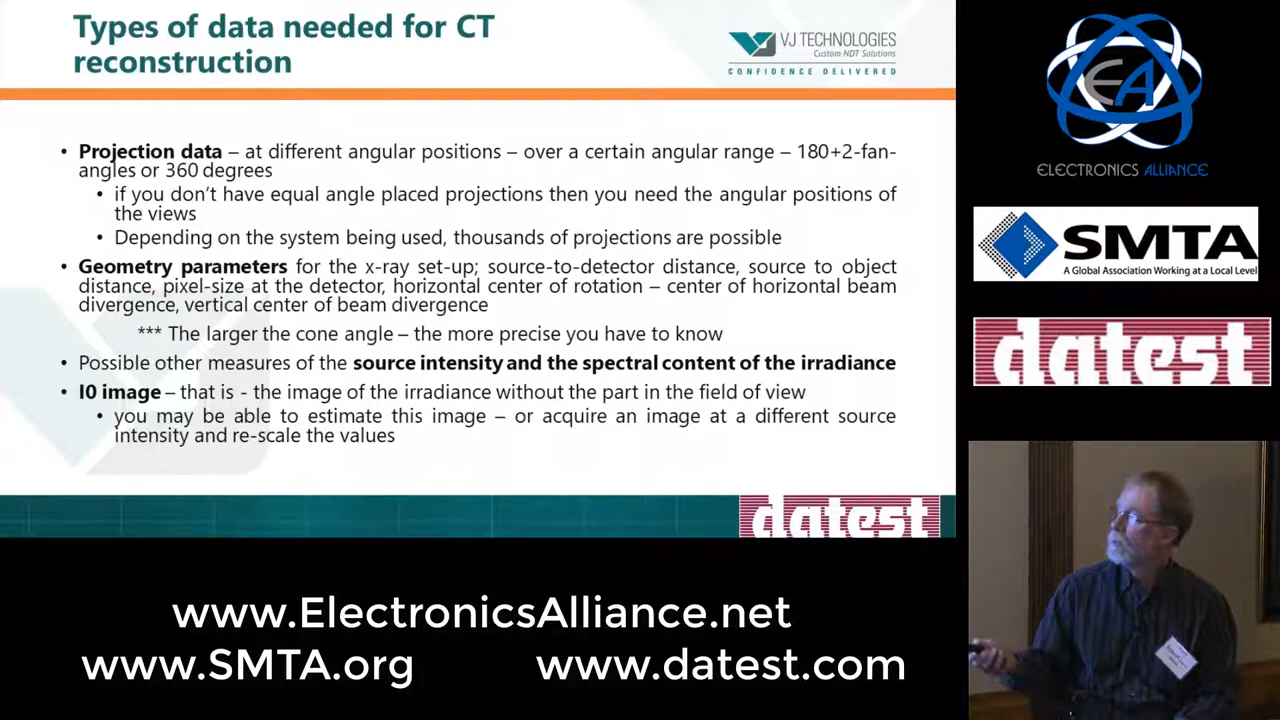 Types of data needed for CT
reconstruction
VJ TECHNOLOGIES
Custom NDT Solutions
CONFIDENCE DELIVERED
• Projection data – at different angular positions – over a certain angular range – 180+2-fan-
angles or 360 degrees
• if you don't have equal angle placed projections then you need the angular positions of
the views
• Depending on the system being used, thousands of projections are possible
• Geometry parameters for the x-ray set-up; source-to-detector distance, source to object
distance, pixel-size at the detector, horizontal center of rotation – center of horizontal beam
divergence, vertical center of beam divergence
*** The larger the cone angle – the more precise you have to know
• Possible other measures of the source intensity and the spectral content of the irradiance
• I0 image – that is - the image of the irradiance without the part in the field of view
• you may be able to estimate this image – or acquire an image at a different source
intensity and re-scale the values
datest
EA
ELECTRONICS ALLIANCE
SMTA
A Global Association Working at a Local Level
datest
www.ElectronicsAlliance.net
www.SMTA.org www.datest.com